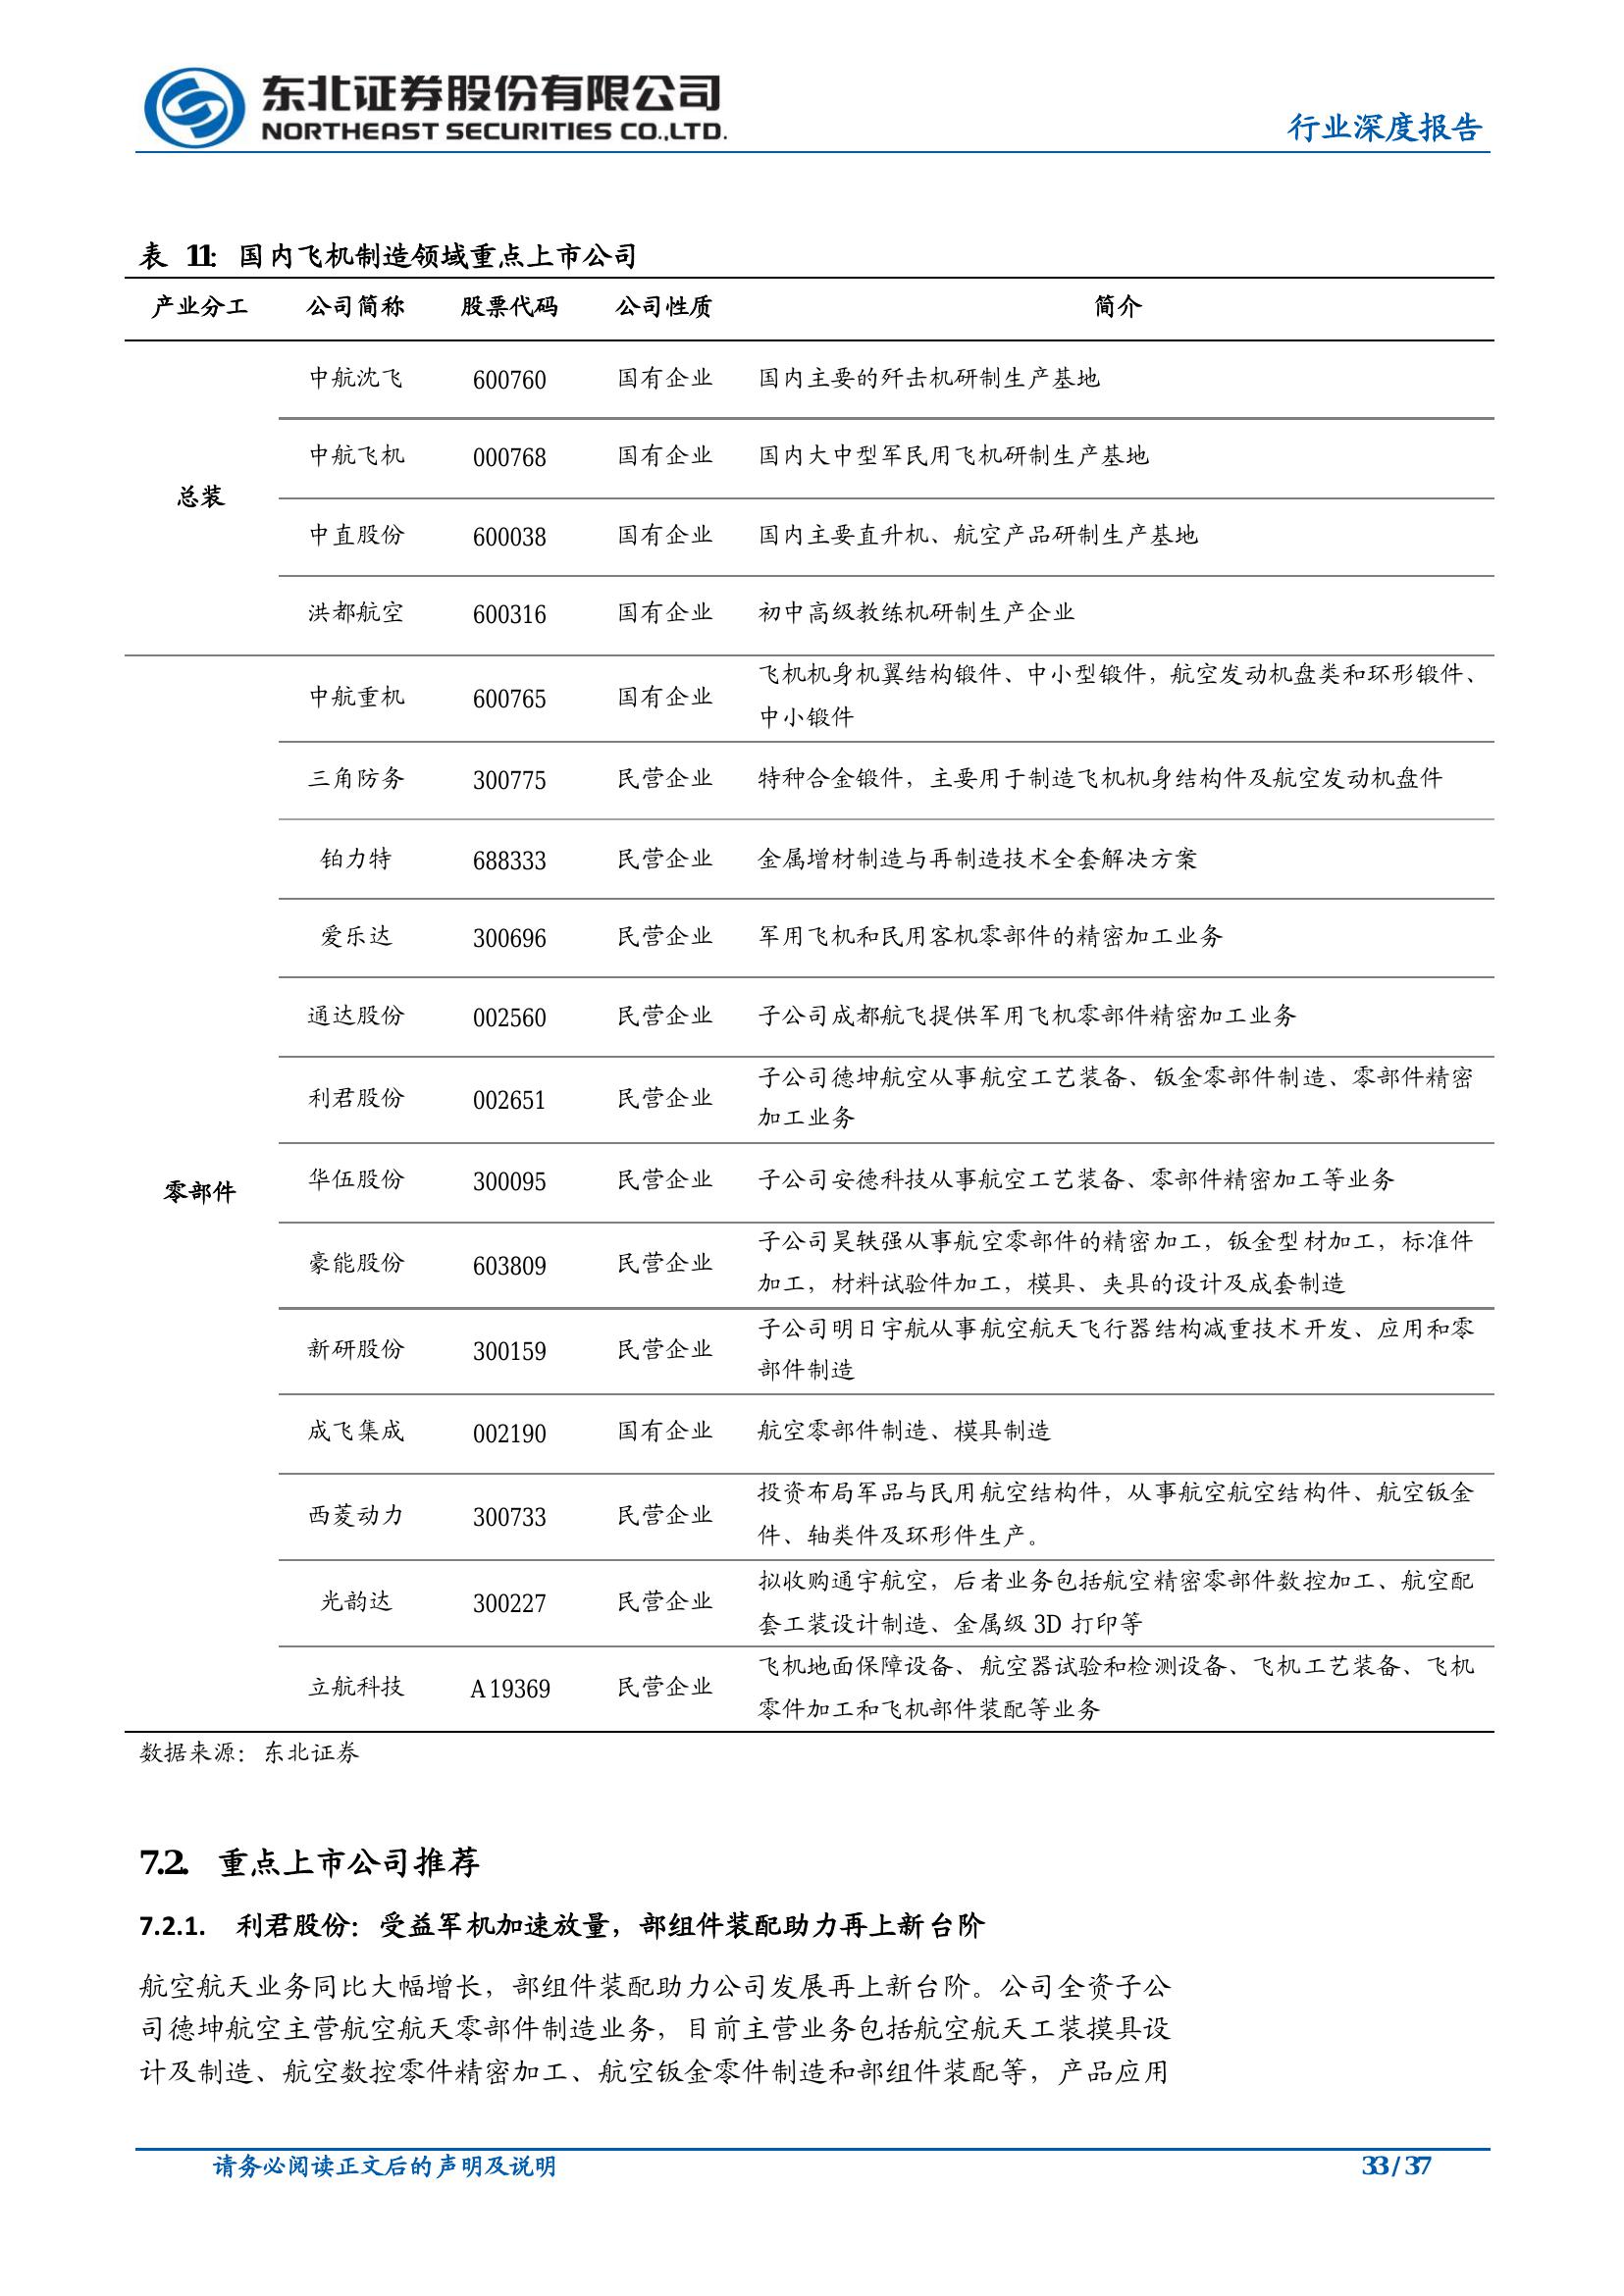 东北证券股份有限公司
NORTHEAST SECURITIES CO.,LTD.
行业深度报告
表 11: 国内飞机制造领域重点上市公司
产业分工 公司简称 股票代码 公司性质 简介
总装
中航沈飞 600760 国有企业 国内主要的歼击机研制生产基地
中航飞机 000768 国有企业 国内大中型军民用飞机研制生产基地
中直股份 600038 国有企业 国内主要直升机、航空产品研制生产基地
洪都航空 600316 国有企业 初中高级教练机研制生产企业
零部件
中航重机 600765 国有企业 飞机机身机翼结构锻件、中小型锻件，航空发动机盘类和环形锻件、
中小锻件
三角防务 300775 民营企业 特种合金锻件，主要用于制造飞机机身结构件及航空发动机盘件
铂力特 688333 民营企业 金属增材制造与再制造技术全套解决方案
爱乐达 300696 民营企业 军用飞机和民用客机零部件的精密加工业务
通达股份 002560 民营企业 子公司成都航飞提供军用飞机零部件精密加工业务
利君股份 002651 民营企业 子公司德坤航空从事航空工艺装备、钣金零部件制造、零部件精密
加工业务
华伍股份 300095 民营企业 子公司安德科技从事航空工艺装备、零部件精密加工等业务
豪能股份 603809 民营企业 子公司昊轶强从事航空零部件的精密加工，钣金型材加工，标准件
加工，材料试验件加工，模具、夹具的设计及成套制造
新研股份 300159 民营企业 子公司明日宇航从事航空航天飞行器结构减重技术开发、应用和零
部件制造
成飞集成 002190 国有企业 航空零部件制造、模具制造
西菱动力 300733 民营企业 投资布局军品与民用航空结构件，从事航空航空结构件、航空钣金
件、轴类件及环形件生产。
光韵达 300227 民营企业 拟收购通宇航空，后者业务包括航空精密零部件数控加工、航空配
套工装设计制造、金属级 3D 打印等
立航科技 A19369 民营企业 飞机地面保障设备、航空器试验和检测设备、飞机工艺装备、飞机
零件加工和飞机部件装配等业务
数据来源：东北证券
7.2. 重点上市公司推荐
7.2.1. 利君股份：受益军机加速放量，部组件装配助力再上新台阶
航空航天业务同比大幅增长，部组件装配助力公司发展再上新台阶。公司全资子公
司德坤航空主营航空航天零部件制造业务，目前主营业务包括航空航天工装摸具设
计及制造、航空数控零件精密加工、航空钣金零件制造和部组件装配等，产品应用
请务必阅读正文后的声明及说明
33 / 37